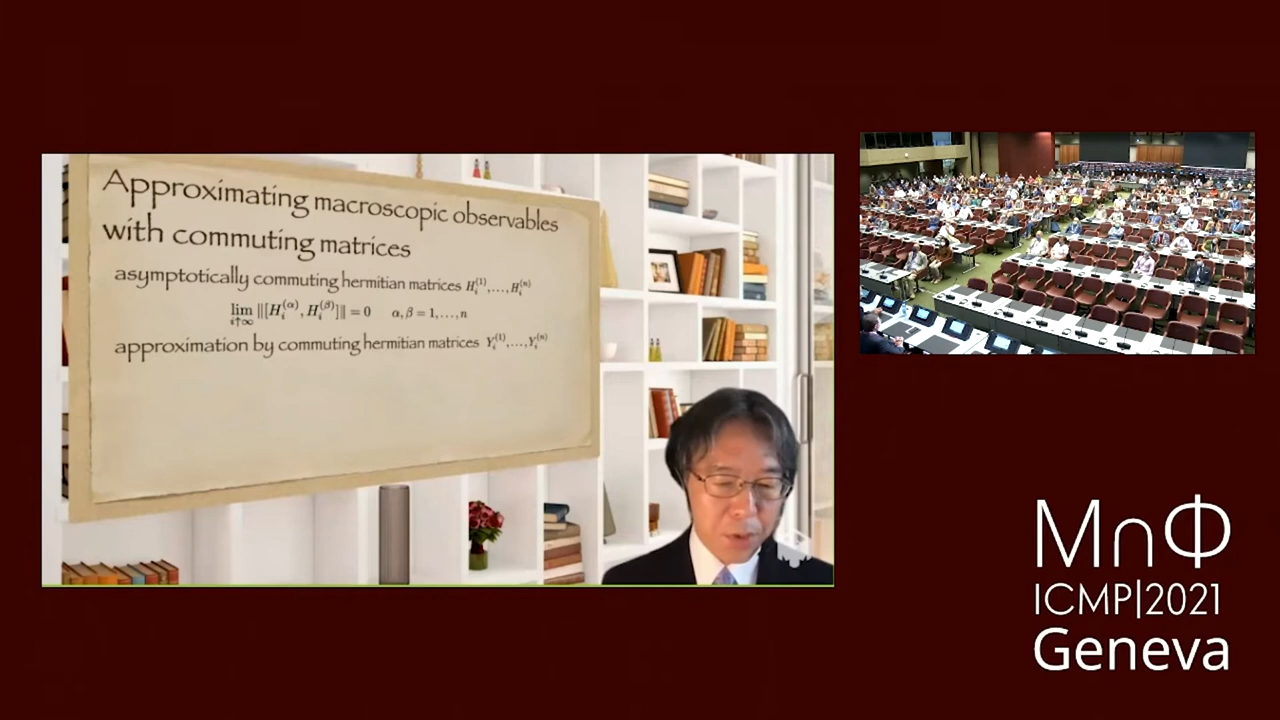 Approximating macroscopic observables
with commuting matrices
asymptotically commuting hermitian matrices H_i^{(1)},…,H_i^{(n)}
lim_{i↑∞} ‖[H_i^{(α)}, H_i^{(β)}]‖ = 0 α, β = 1,…,n
approximation by commuting hermitian matrices Y_i^{(1)},…,Y_i^{(n)}
M∩Φ
ICMP|2021
Geneva